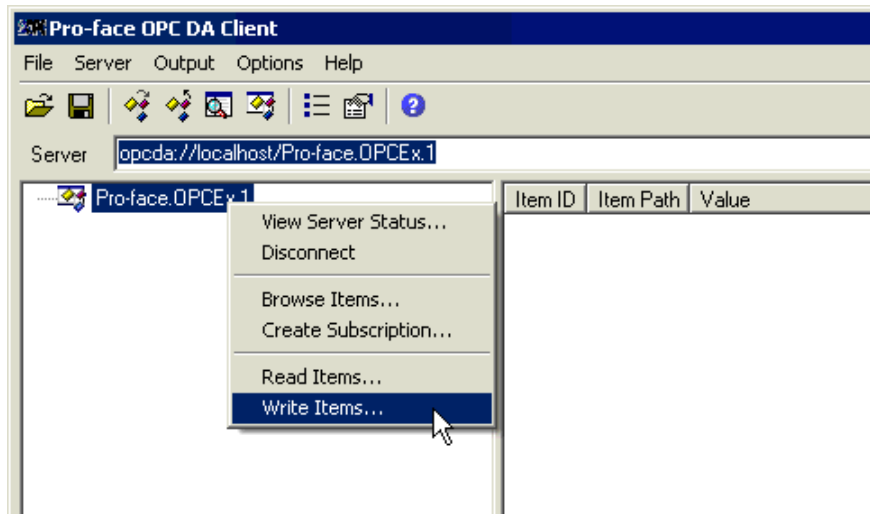 Pro-face OPC DA Client
File Server Output Options Help
Server opcda://localhost/Pro-face.OPCEx.1
Pro-face.OPCEx.1
Item ID Item Path Value
View Server Status...
Disconnect
Browse Items...
Create Subscription...
Read Items...
Write Items...